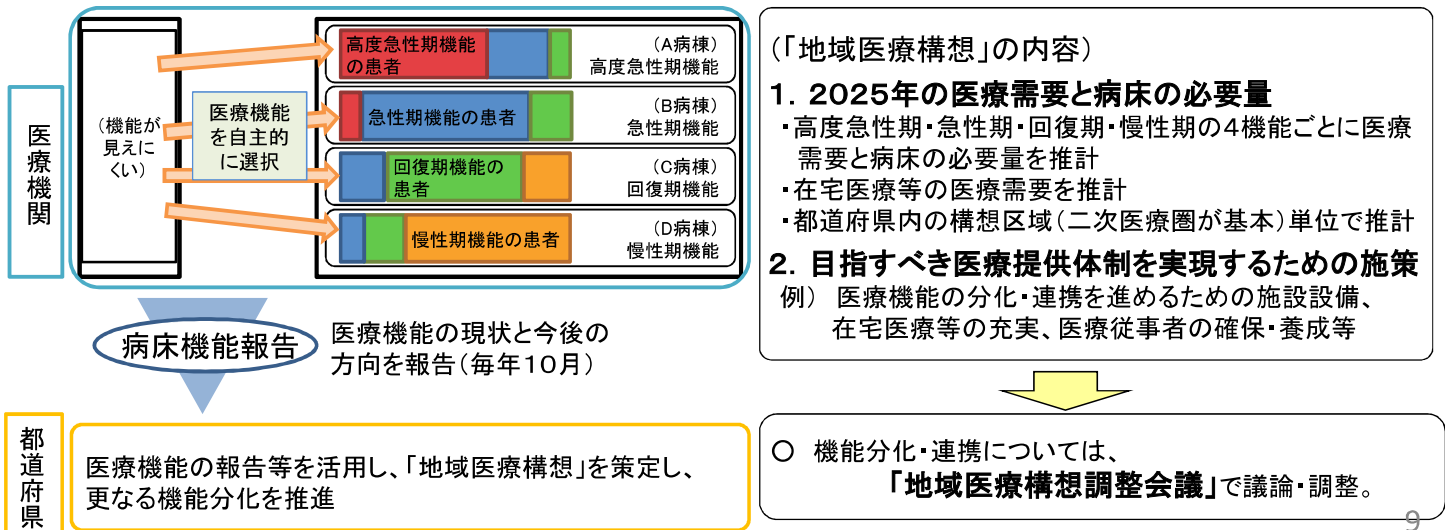 医療機関
(機能が
見えに
くい)
医療機能
を自主的
に選択
高度急性期機能
の患者
(A病棟)
高度急性期機能
急性期機能の患者
(B病棟)
急性期機能
回復期機能の
患者
(C病棟)
回復期機能
慢性期機能の患者
(D病棟)
慢性期機能
病床機能報告
医療機能の現状と今後の
方向を報告(毎年10月)
都道府県
医療機能の報告等を活用し、「地域医療構想」を策定し、
更なる機能分化を推進
(「地域医療構想」の内容)
1. 2025年の医療需要と病床の必要量
・高度急性期・急性期・回復期・慢性期の4機能ごとに医療
需要と病床の必要量を推計
・在宅医療等の医療需要を推計
・都道府県内の構想区域(二次医療圏が基本)単位で推計
2. 目指すべき医療提供体制を実現するための施策
例) 医療機能の分化・連携を進めるための施設設備、
在宅医療等の充実、医療従事者の確保・養成等
○ 機能分化・連携については、
「地域医療構想調整会議」で議論・調整。
9